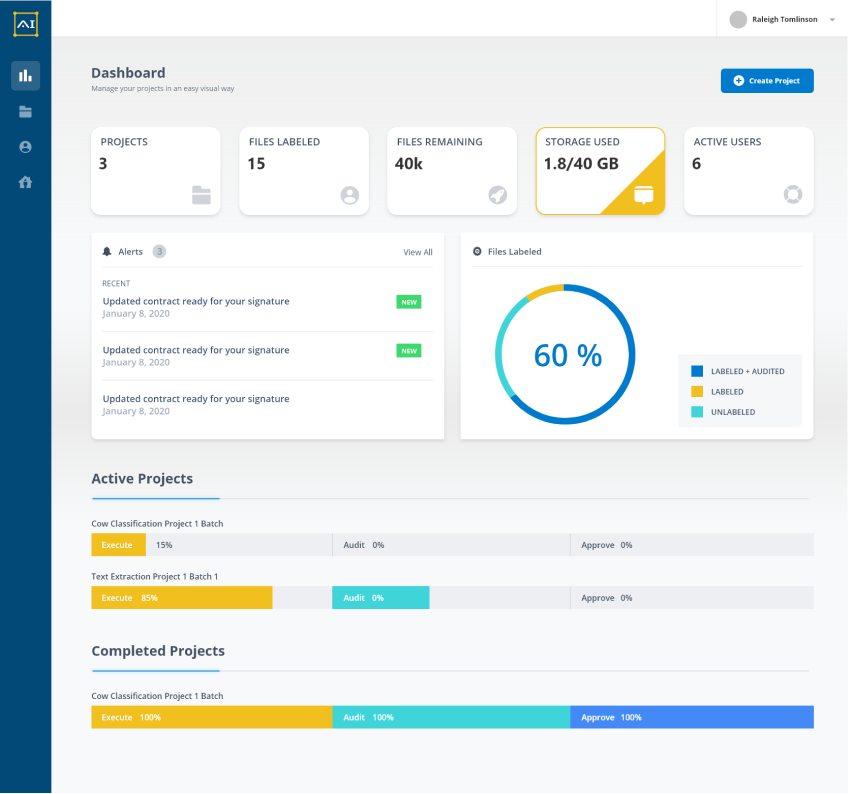 AI
Raleigh Tomlinson
Dashboard
Manage your projects in an easy visual way
Create Project
PROJECTS
3
FILES LABELED
15
FILES REMAINING
40k
STORAGE USED
1.8/40 GB
ACTIVE USERS
6
Alerts 3 View All
RECENT
Updated contract ready for your signature NEW
January 8, 2020
Updated contract ready for your signature NEW
January 8, 2020
Updated contract ready for your signature
January 8, 2020
Files Labeled
60 %
LABELED + AUDITED
LABELED
UNLABELED
Active Projects
Cow Classification Project 1 Batch
Execute 15% Audit 0% Approve 0%
Text Extraction Project 1 Batch 1
Execute 85% Audit 0% Approve 0%
Completed Projects
Cow Classification Project 1 Batch
Execute 100% Audit 100% Approve 100%